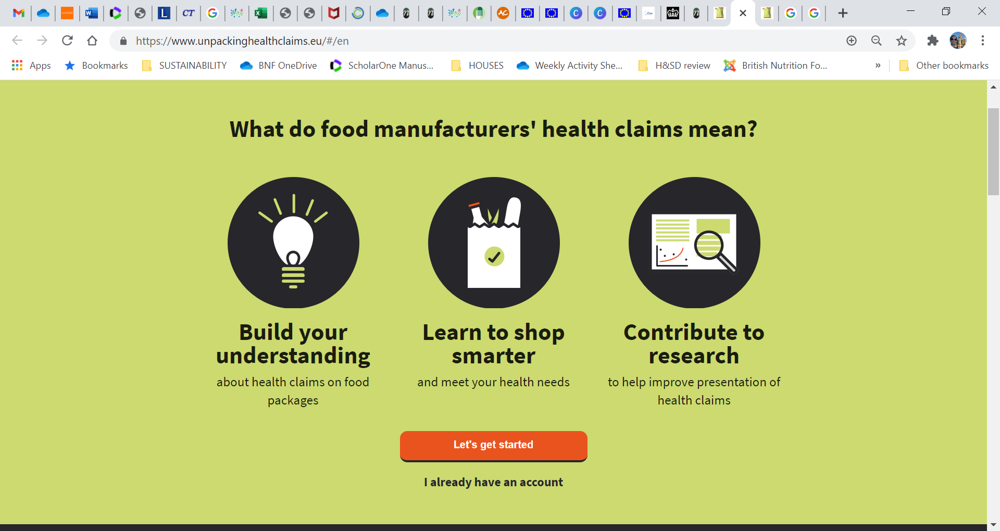 W
L
CT
AC
https://www.unpackinghealthclaims.eu/#/en
Apps Bookmarks SUSTAINABILITY BNF OneDrive ScholarOne Manus... HOUSES Weekly Activity She... H&SD review British Nutrition Fo... » Other bookmarks
What do food manufacturers' health claims mean?
Build your
understanding
about health claims on food
packages
Learn to shop
smarter
and meet your health needs
Contribute to
research
to help improve presentation of
health claims
Let's get started
I already have an account